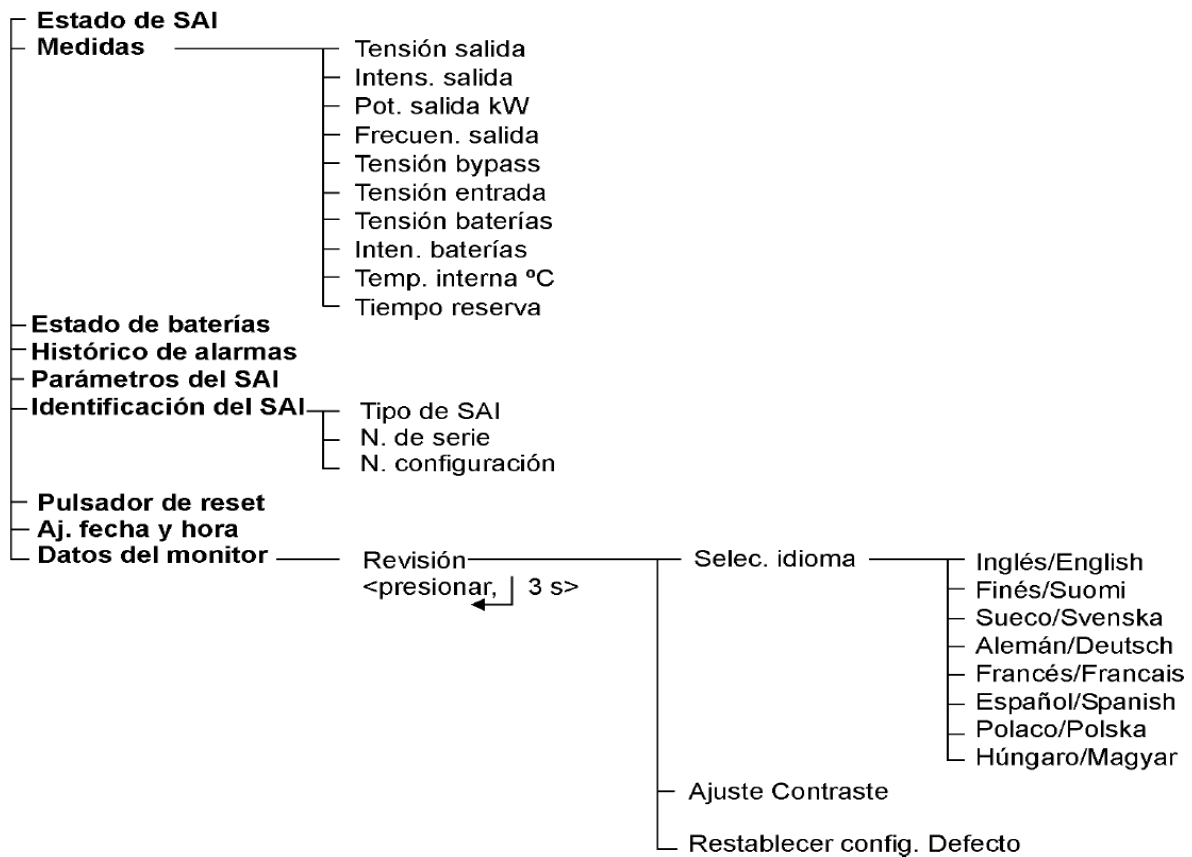 Estado de SAI
Medidas
Tensión salida
Intens. salida
Pot. salida kW
Frecuen. salida
Tensión bypass
Tensión entrada
Tensión baterías
Inten. baterías
Temp. interna ºC
Tiempo reserva
Estado de baterías
Histórico de alarmas
Parámetros del SAI
Identificación del SAI
Tipo de SAI
N. de serie
N. configuración
Pulsador de reset
Aj. fecha y hora
Datos del monitor
Revisión
<presionar, 3 s>
Selec. idioma
Inglés/English
Finés/Suomi
Sueco/Svenska
Alemán/Deutsch
Francés/Francais
Español/Spanish
Polaco/Polska
Húngaro/Magyar
Ajuste Contraste
Restablecer config. Defecto